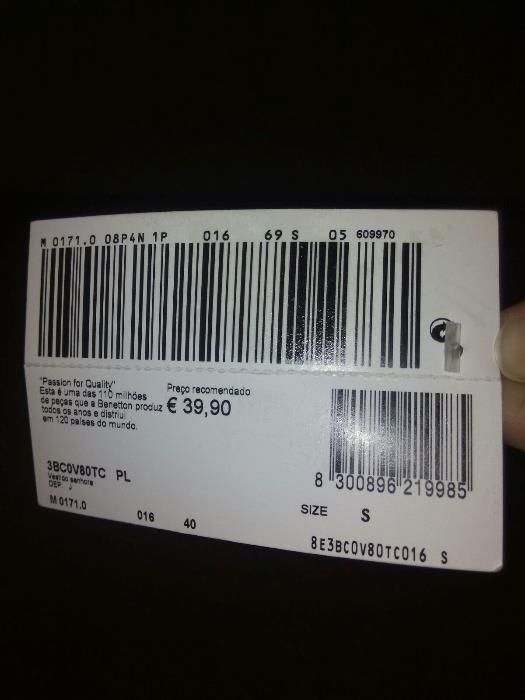 M 0171.0 08P4N 1P 016 69 S 05 609970
"Passion for Quality"
Esta é uma das 110 milhões
de peças que a Benetton produz
todos os anos e distriui
em 120 países do mundo.
Preço recomendado
€ 39,90
3BC0V80TC PL
Vestido senhora
DEP. J
M 0171.0
016 40
8 300896 219985
SIZE S
8E3BC0V80TC016 S